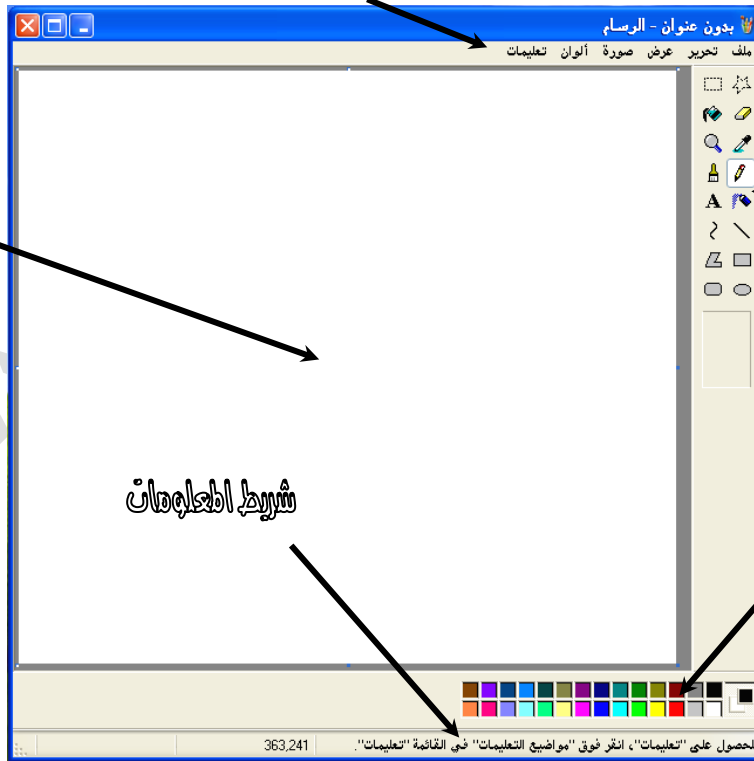 بدون عنوان - الرسام
ملف تحرير عرض صورة ألوان تعليمات
A
شريط المعلومات
للحصول على "تعليمات"، انقر فوق "مواضيع التعليمات" في القائمة "تعليمات".
363,241